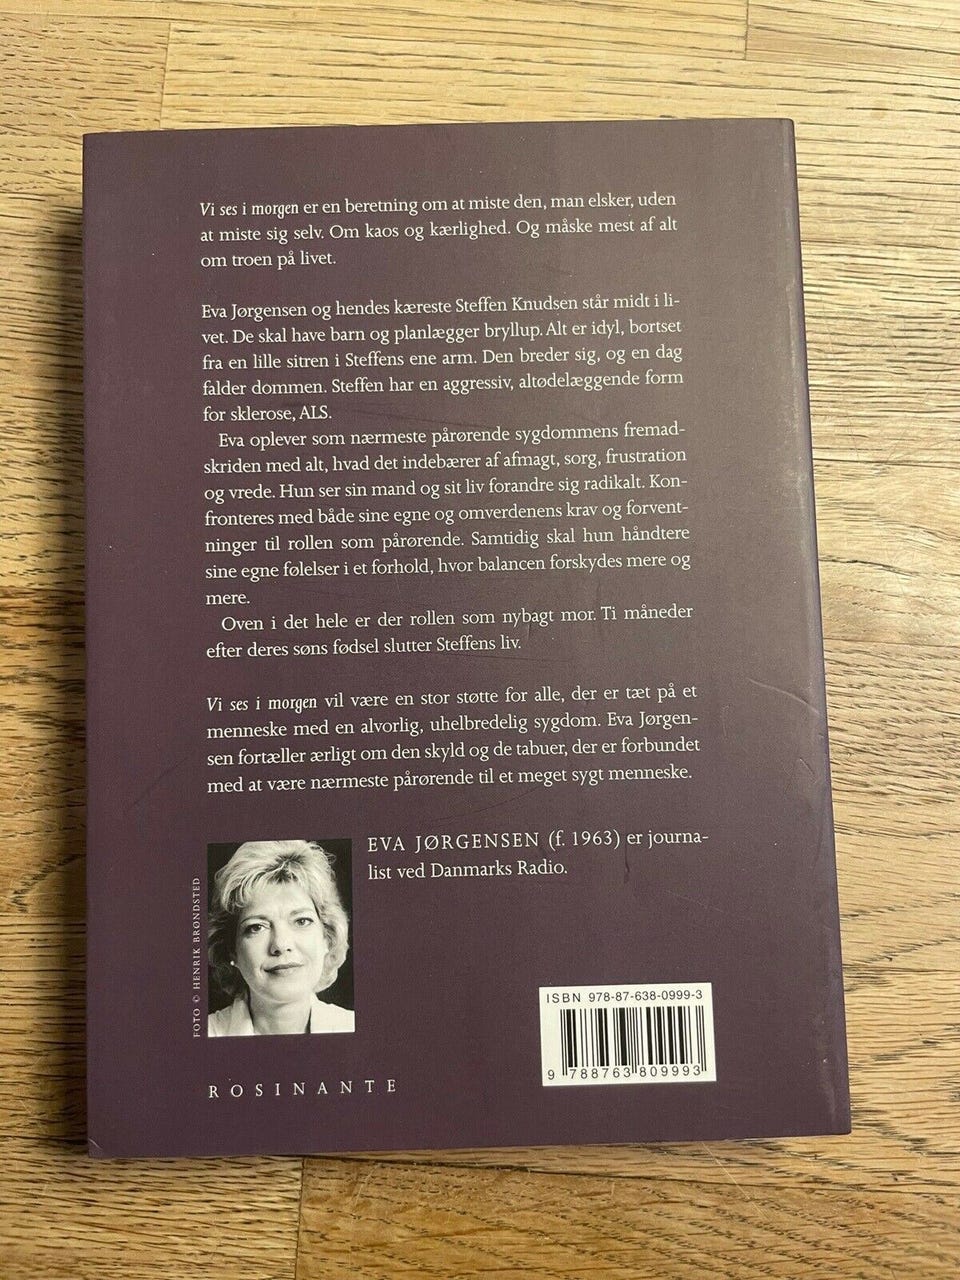 Vi ses i morgen er en beretning om at miste den, man elsker, uden
at miste sig selv. Om kaos og kærlighed. Og måske mest af alt
om troen på livet.
Eva Jørgensen og hendes kæreste Steffen Knudsen står midt i li-
vet. De skal have barn og planlægger bryllup. Alt er idyl, bortset
fra en lille sitren i Steffens ene arm. Den breder sig, og en dag
falder dommen. Steffen har en aggressiv, altødelæggende form
for sklerose, ALS.
Eva oplever som nærmeste pårørende sygdommens fremad-
skriden med alt, hvad det indebærer af afmagt, sorg, frustration
og vrede. Hun ser sin mand og sit liv forandre sig radikalt. Kon-
fronteres med både sine egne og omverdenens krav og forvent-
ninger til rollen som pårørende. Samtidig skal hun håndtere
sine egne følelser i et forhold, hvor balancen forskydes mere og
mere.
Oven i det hele er der rollen som nybagt mor. Ti måneder
efter deres søns fødsel slutter Steffens liv.
Vi ses i morgen vil være en stor støtte for alle, der er tæt på et
menneske med en alvorlig, uhelbredelig sygdom. Eva Jørgen-
sen fortæller ærligt om den skyld og de tabuer, der er forbundet
med at være nærmeste pårørende til et meget sygt menneske.
EVA JØRGENSEN (f. 1963) er journa-
list ved Danmarks Radio.
FOTO © HENRIK BRØNDSTED
ROSINANTE
ISBN 978-87-638-0999-3
9 788763 809993